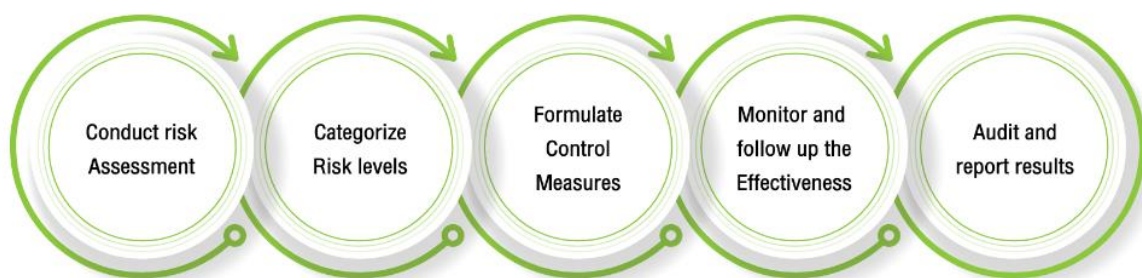 Conduct risk
Assessment
Categorize
Risk levels
Formulate
Control
Measures
Monitor and
follow up the
Effectiveness
Audit and
report results